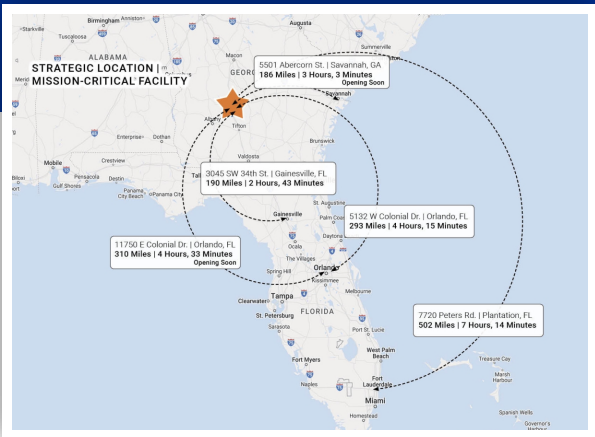 Birmingham
Anniston
Tuscaloosa
Augusta
Summerville
Macon
ALABAMA
STRATEGIC LOCATION |
MISSION-CRITICAL FACILITY
GEORG
5501 Abercorn St. | Savannah, GA
186 Miles | 3 Hours, 3 Minutes
Opening Soon
Savannah
Albany
Tifton
Enterprise
Dothan
Brunswick
Valdosta
Mobile
Crestview
Pensacola
Destin
Gulf Shores
Panama
City Beach
Panama City
3045 SW 34th St. | Gainesville, FL
190 Miles | 2 Hours, 43 Minutes
St. Augustine
Gainesville
Palm Coas
5132 W Colonial Dr. | Orlando, FL
293 Miles | 4 Hours, 15 Minutes
Ocala
Daytona
The Villages
11750 E Colonial Dr. | Orlando, FL
310 Miles | 4 Hours, 33 Minutes
Opening Soon
Spring Hill
Orlando
Kissimmee
Melbourne
Tampa
Clearwater
FLORIDA
St. Petersburg
Sarasota
Port St. Lucie
7720 Peters Rd. | Plantation, FL
502 Miles | 7 Hours, 14 Minutes
West Palm
Beach
Fort Myers
Treasure Cay
Marsh
Harbour
Naples
Fort
Lauderdale
Miami
Homestead
Spanish Wells
Governor's
Harbour